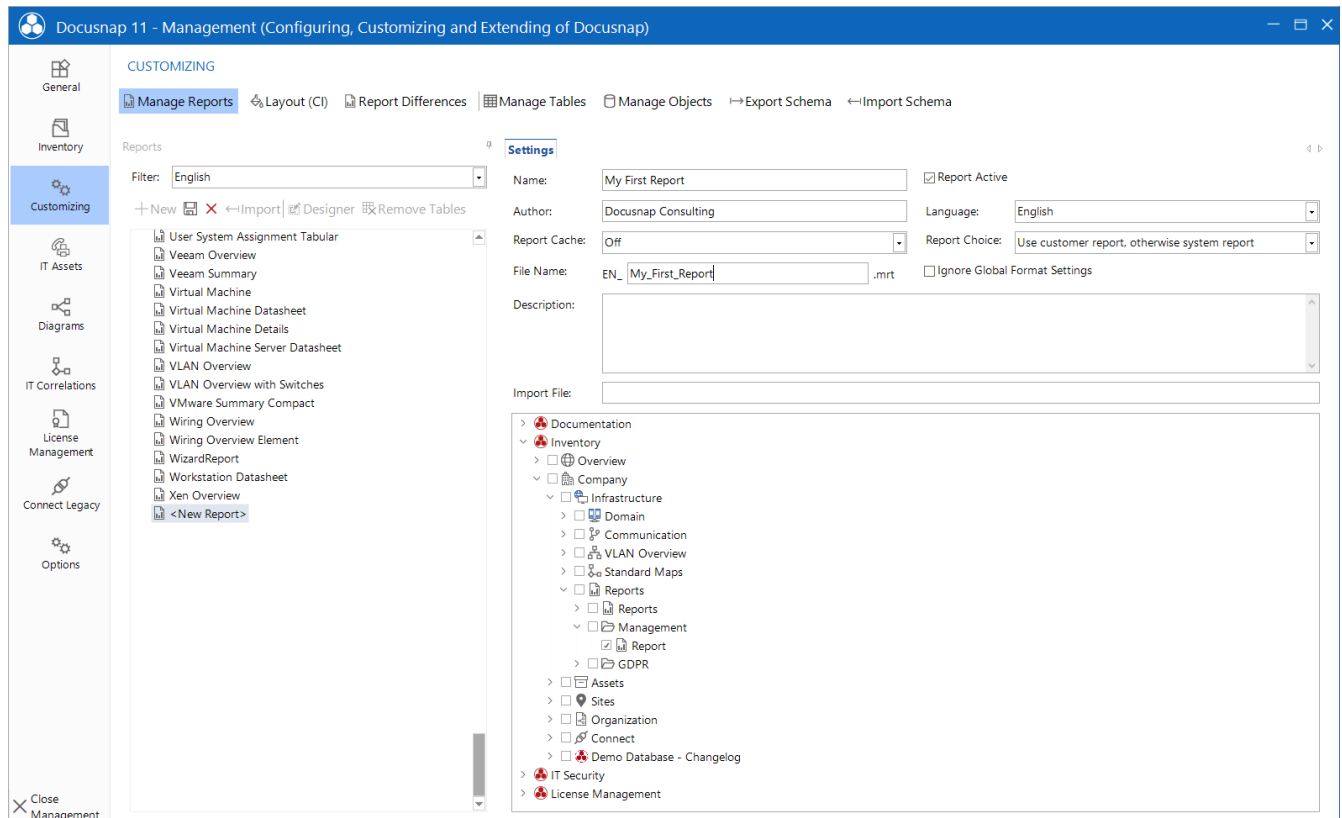 Docusnap 11 - Management (Configuring, Customizing and Extending of Docusnap)
General
Inventory
Customizing
IT Assets
Diagrams
IT Correlations
License
Management
Connect Legacy
Options
Close
Management
CUSTOMIZING
Manage Reports Layout (CI) Report Differences Manage Tables Manage Objects Export Schema Import Schema
Reports
Filter: English
New Import Designer Remove Tables
User System Assignment Tabular
Veeam Overview
Veeam Summary
Virtual Machine
Virtual Machine Datasheet
Virtual Machine Details
Virtual Machine Server Datasheet
VLAN Overview
VLAN Overview with Switches
VMware Summary Compact
Wiring Overview
Wiring Overview Element
WizardReport
Workstation Datasheet
Xen Overview
<New Report>
Settings
Name: My First Report Report Active
Author: Docusnap Consulting Language: English
Report Cache: Off Report Choice: Use customer report, otherwise system report
File Name: EN_ My_First_Report .mrt Ignore Global Format Settings
Description:
Import File:
Documentation
Inventory
Overview
Company
Infrastructure
Domain
Communication
VLAN Overview
Standard Maps
Reports
Reports
Management
Report
GDPR
Assets
Sites
Organization
Connect
Demo Database - Changelog
IT Security
License Management